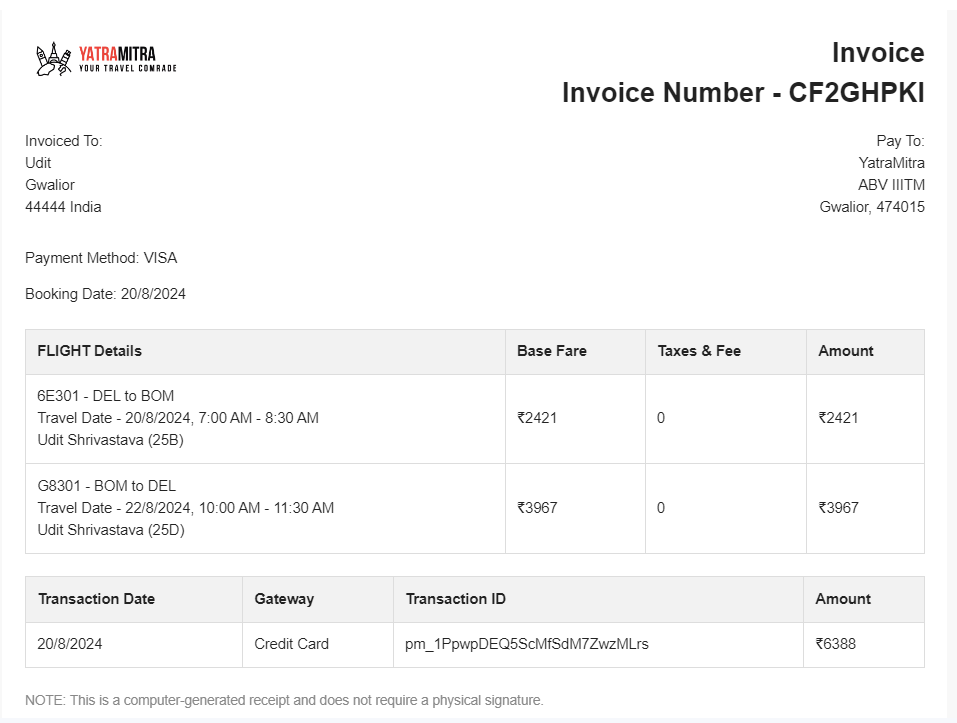 YATRAMITRA
YOUR TRAVEL COMRADE
Invoice
Invoice Number - CF2GHPKI
Invoiced To:
Udit
Gwalior
44444 India
Pay To:
YatraMitra
ABV IIITM
Gwalior, 474015
Payment Method: VISA
Booking Date: 20/8/2024
FLIGHT Details Base Fare Taxes & Fee Amount
6E301 - DEL to BOM
Travel Date - 20/8/2024, 7:00 AM - 8:30 AM
Udit Shrivastava (25B)
₹2421 0 ₹2421
G8301 - BOM to DEL
Travel Date - 22/8/2024, 10:00 AM - 11:30 AM
Udit Shrivastava (25D)
₹3967 0 ₹3967
Transaction Date Gateway Transaction ID Amount
20/8/2024 Credit Card pm_1PpwpDEQ5ScMfSdM7ZwzMLrs ₹6388
NOTE: This is a computer-generated receipt and does not require a physical signature.